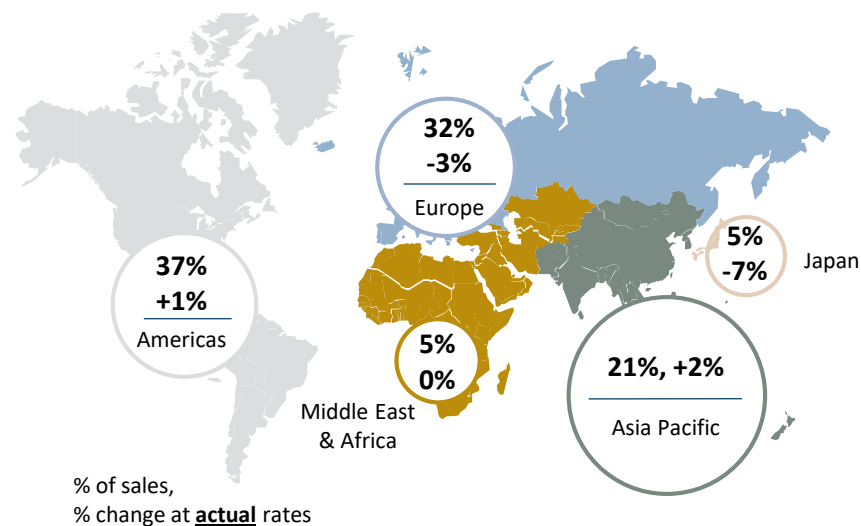 32%
-3%
Europe
37%
+1%
Americas
5%
-7%
Japan
5%
0%
Middle East
& Africa
21%, +2%
Asia Pacific
% of sales,
% change at actual rates